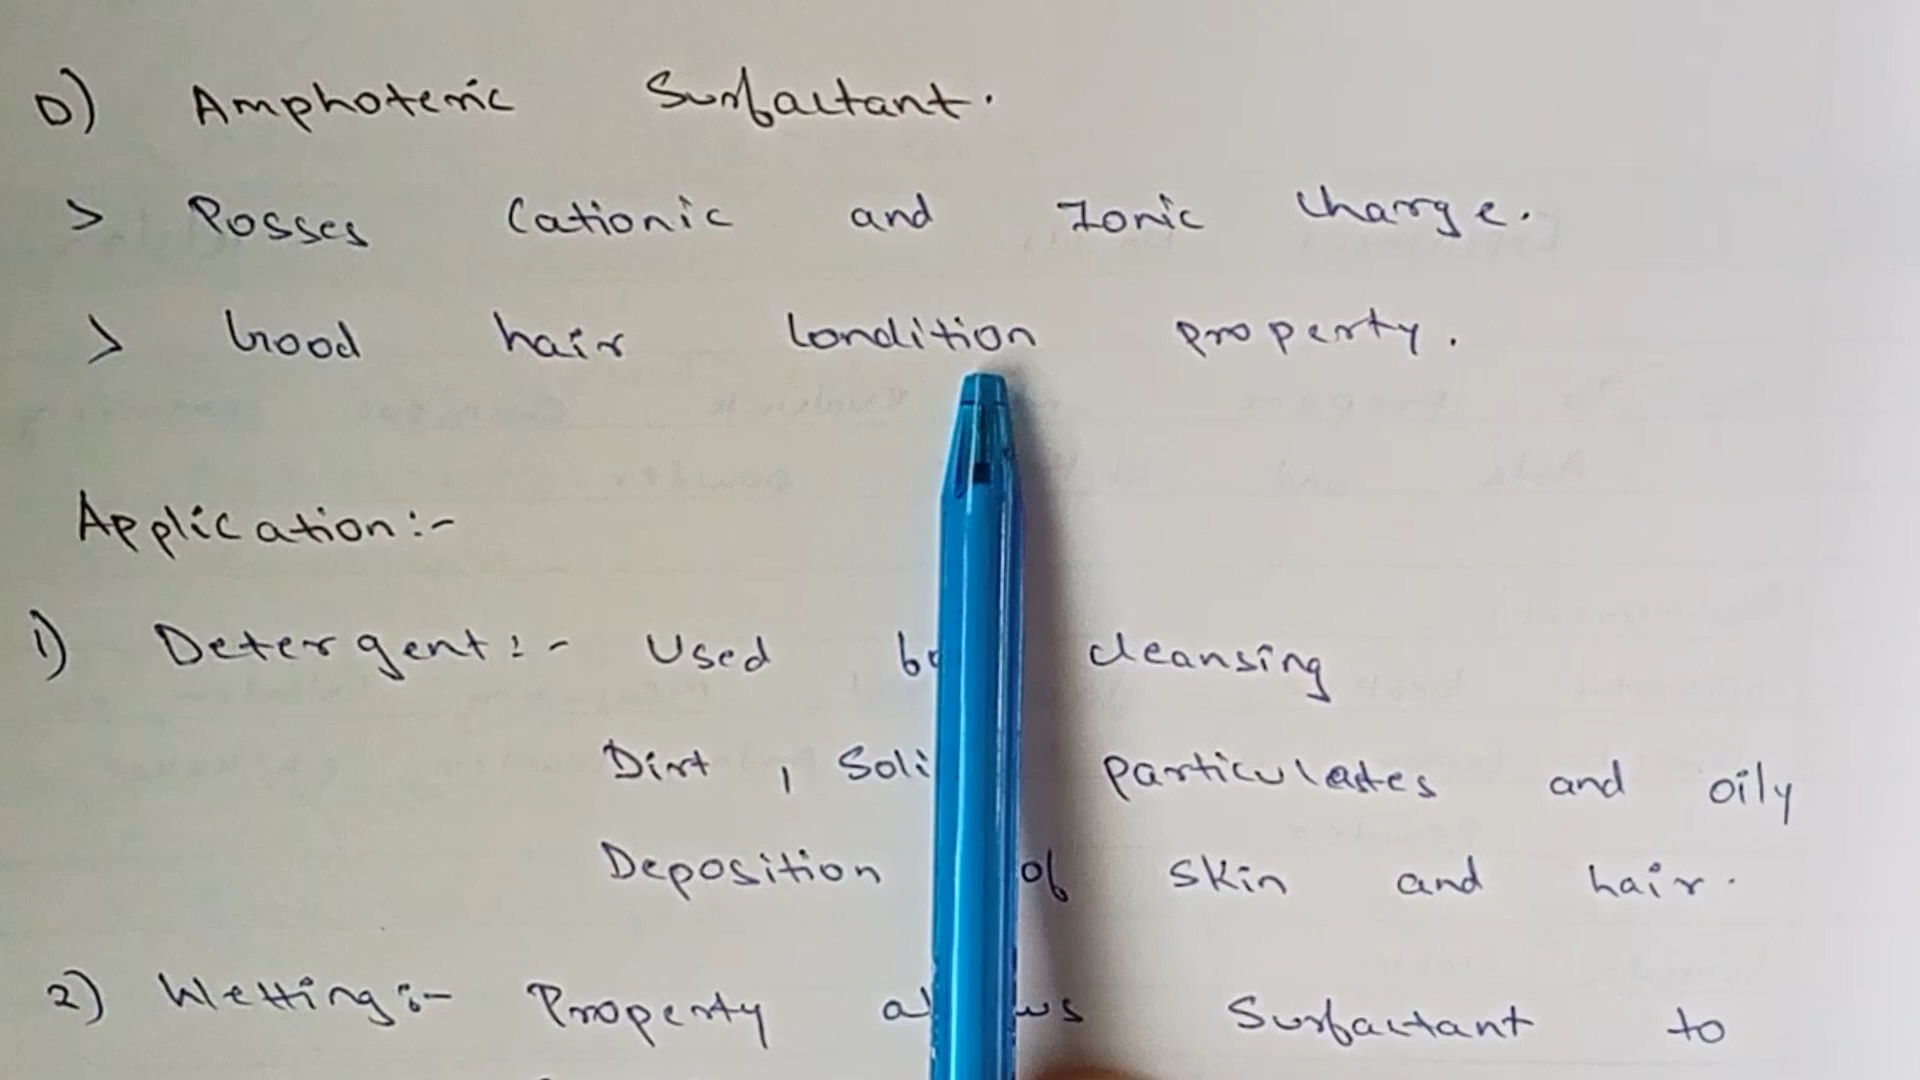 D) Amphoteric Surfactant.
> Posses Cationic and Ionic Charge.
> Good hair Condition property.
Application:-
1) Detergent:- Used cleansing
Dirt, particulates and oily
Deposition of skin and hair.
2) Wetting:- Property Surfactant to